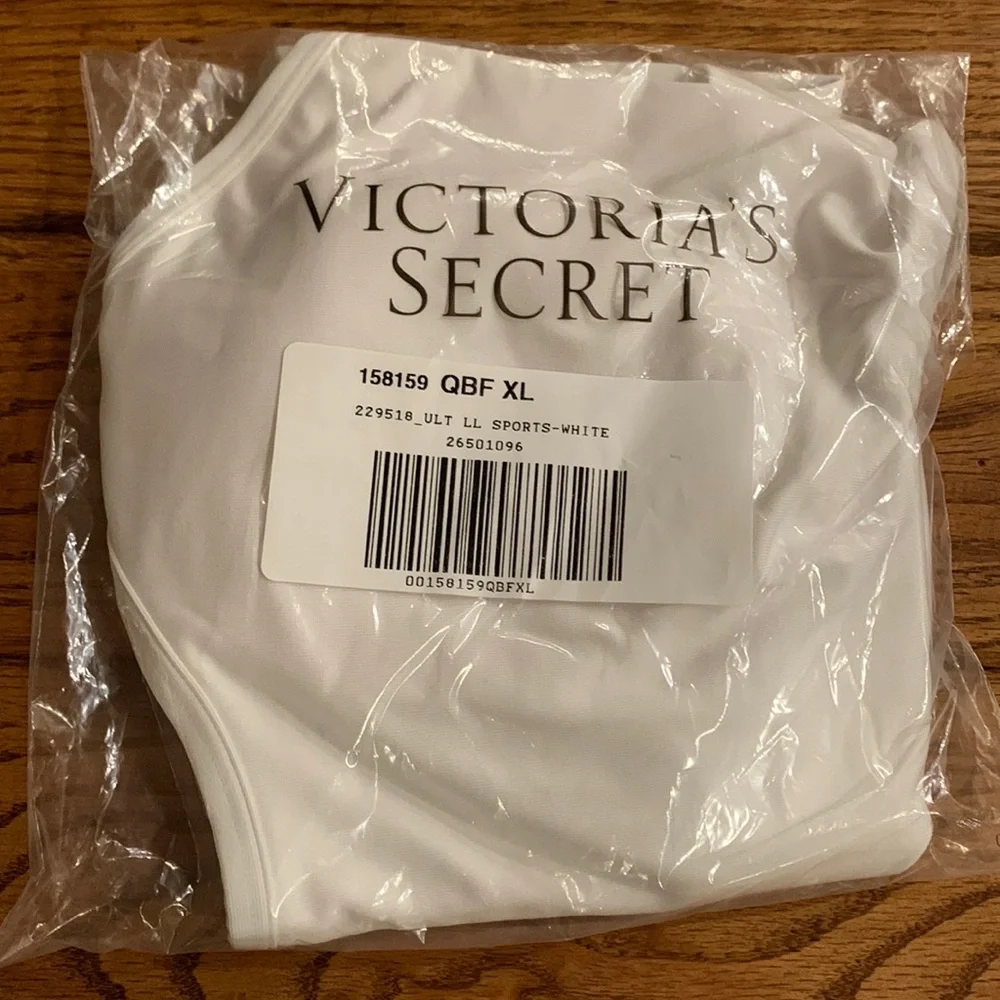 VICTORIA'S
SECRET
158159 QBF XL
229518_ULT LL SPORTS-WHITE
26501096
00158159QBFXL